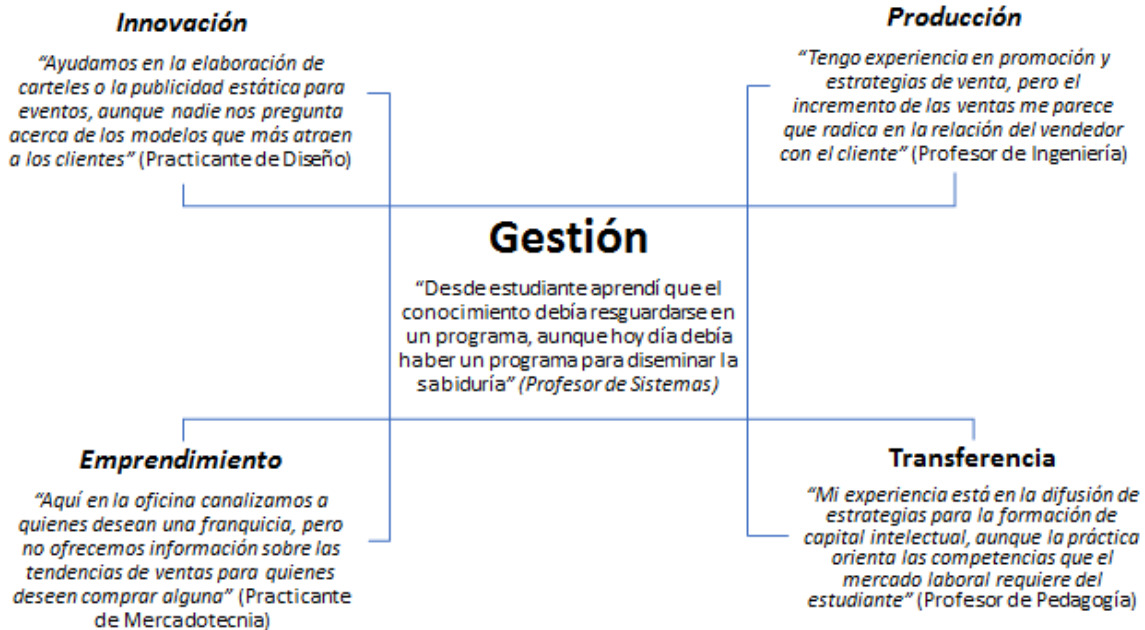 Innovación
“Ayudamos en la elaboración de
carteles o la publicidad estática para
eventos, aunque nadie nos pregunta
acerca de los modelos que más atraen
a los clientes” (Practicante de Diseño)
Producción
“Tengo experiencia en promoción y
estrategias de venta, pero el
incremento de las ventas me parece
que radica en la relación del vendedor
con el cliente” (Profesor de Ingeniería)
Gestión
“Desde estudiante aprendí que el
conocimiento debía resguardarse en
un programa, aunque hoy día debía
haber un programa para diseminar la
sabiduría” (Profesor de Sistemas)
Emprendimiento
“Aquí en la oficina canalizamos a
quienes desean una franquicia, pero
no ofrecemos información sobre las
tendencias de ventas para quienes
deseen comprar alguna” (Practicante
de Mercadotecnia)
Transferencia
“Mi experiencia está en la difusión de
estrategias para la formación de
capital intelectual, aunque la práctica
orienta las competencias que el
mercado laboral requiere del
estudiante” (Profesor de Pedagogía)